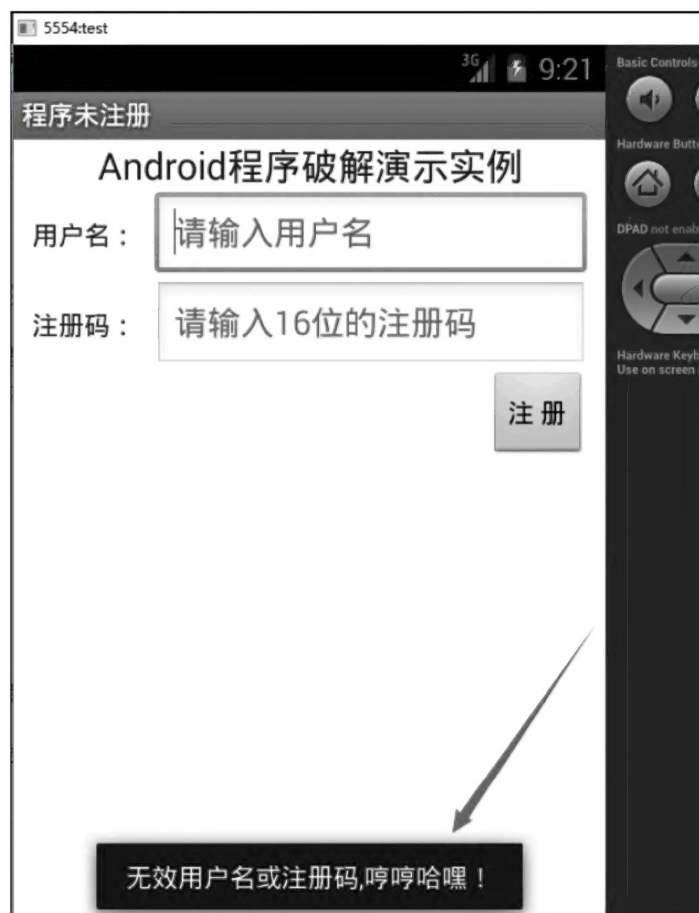 5554:test
3G 9:21
程序未注册
Android程序破解演示实例
用户名：
请输入用户名
注册码：
请输入16位的注册码
注 册
无效用户名或注册码,哼哼哈嘿！
Basic Controls
Hardware
DPAD not
Hardware
Use on screen